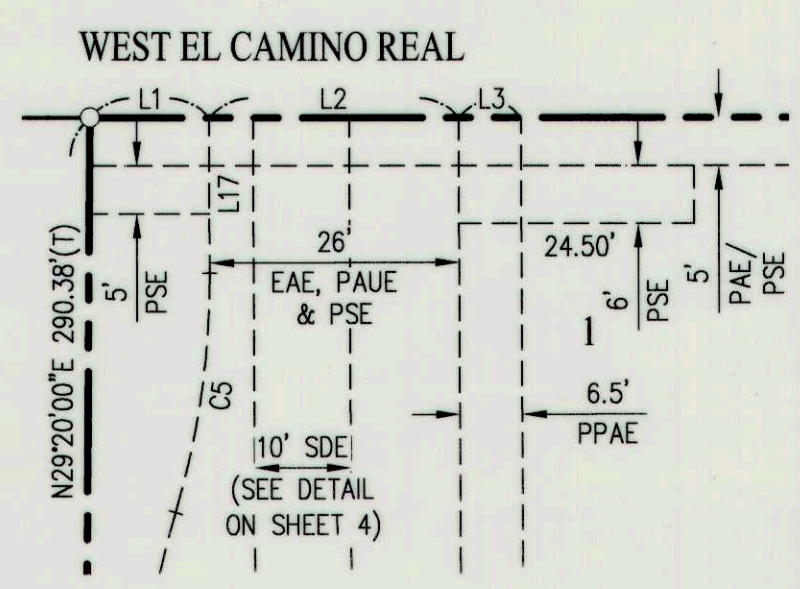 WEST EL CAMINO REAL
L1
L2
L3
L17
26'
EAE, PAUE
& PSE
24.50'
5'
PSE
6'
PSE
5'
PAE/
PSE
1
N29°20'00"E 290.38'(T)
C5
6.5'
PPAE
10' SDE
(SEE DETAIL
ON SHEET 4)